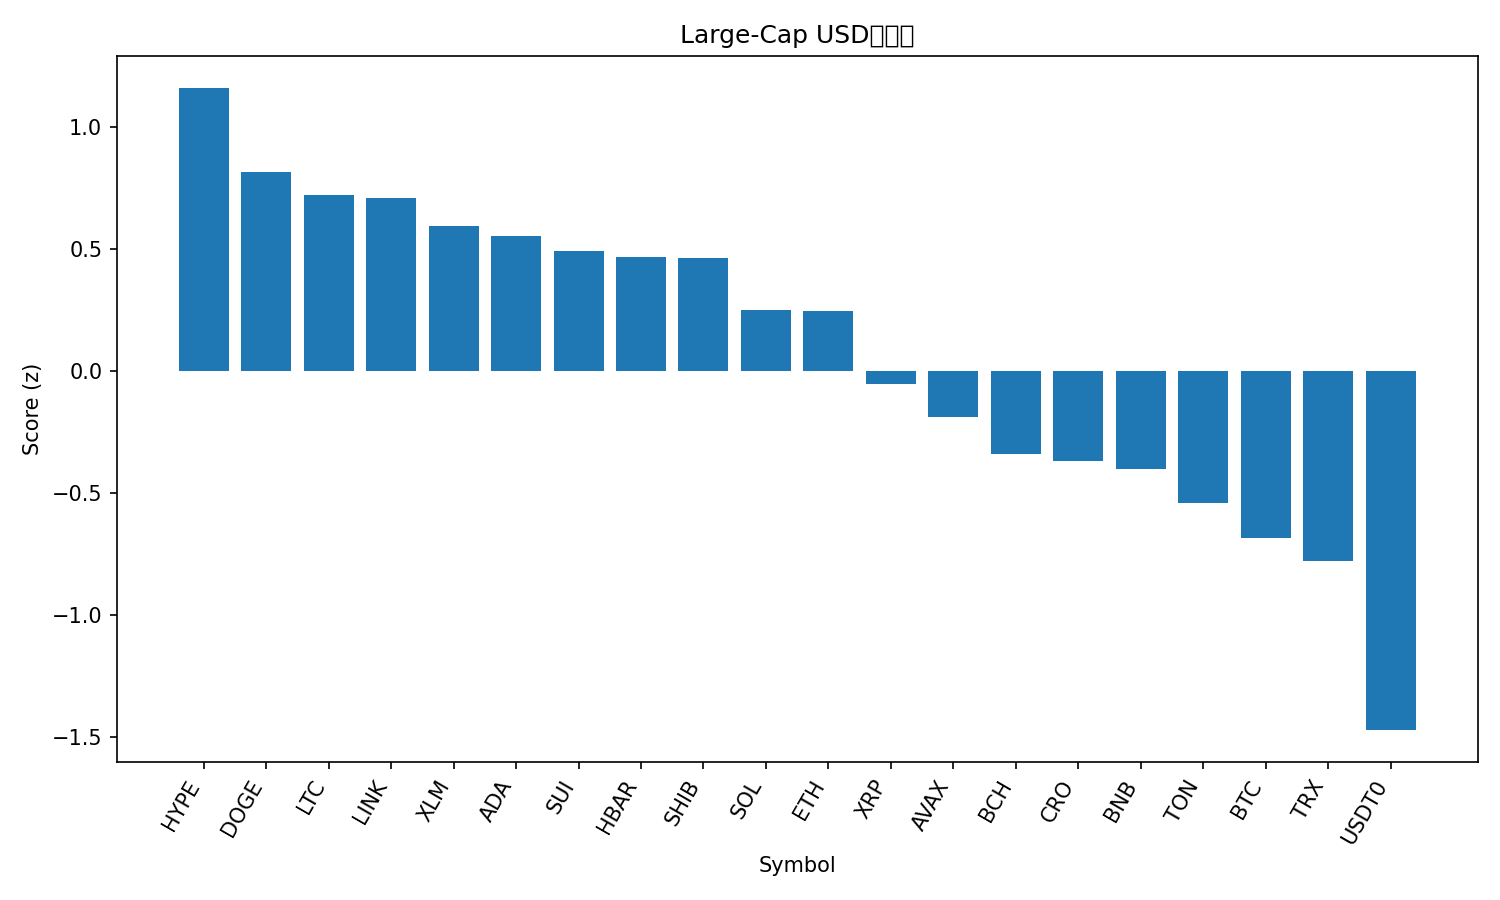 Large-Cap USD
Score (z)
1.0
0.5
0.0
−0.5
−1.0
−1.5
HYPE
DOGE
LTC
LINK
XLM
ADA
SUI
HBAR
SHIB
SOL
ETH
XRP
AVAX
BCH
CRO
BNB
TON
BTC
TRX
USDT0
Symbol